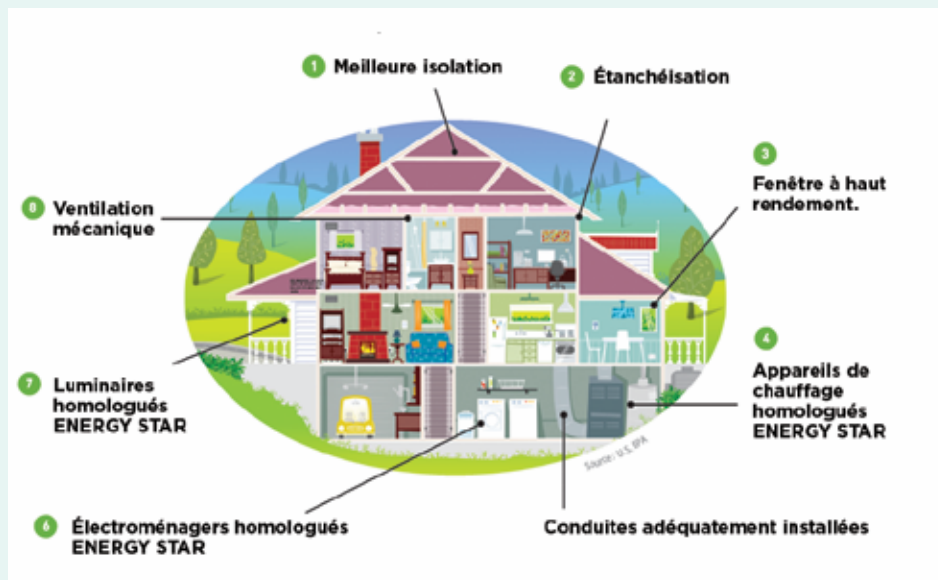 1 Meilleure isolation
2 Étanchéisation
3
Fenêtre à haut
rendement.
4
Appareils de
chauffage
homologués
ENERGY STAR
Conduites adéquatement installées
6 Électroménagers homologués
ENERGY STAR
7 Luminaires
homologués
ENERGY STAR
8 Ventilation
mécanique
Source: U.S. EPA